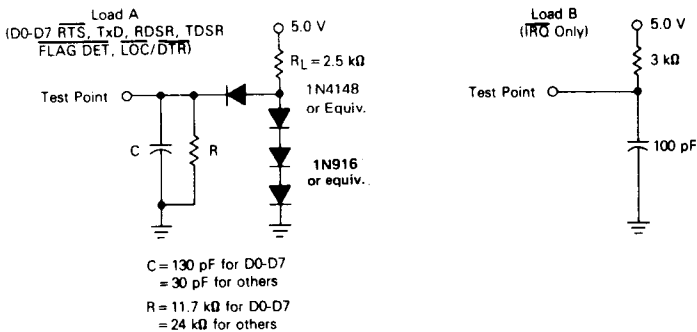 Load A
(D0-D7 RTS, TxD, RDSR, TDSR
FLAG DET, LOC/DTR)
5.0 V
RL = 2.5 kΩ
Test Point
1N4148
or Equiv.
C
R
1N916
or equiv.
C = 130 pF for D0-D7
= 30 pF for others
R = 11.7 kΩ for D0-D7
= 24 kΩ for others
Load B
(IRQ Only)
5.0 V
3 kΩ
Test Point
100 pF